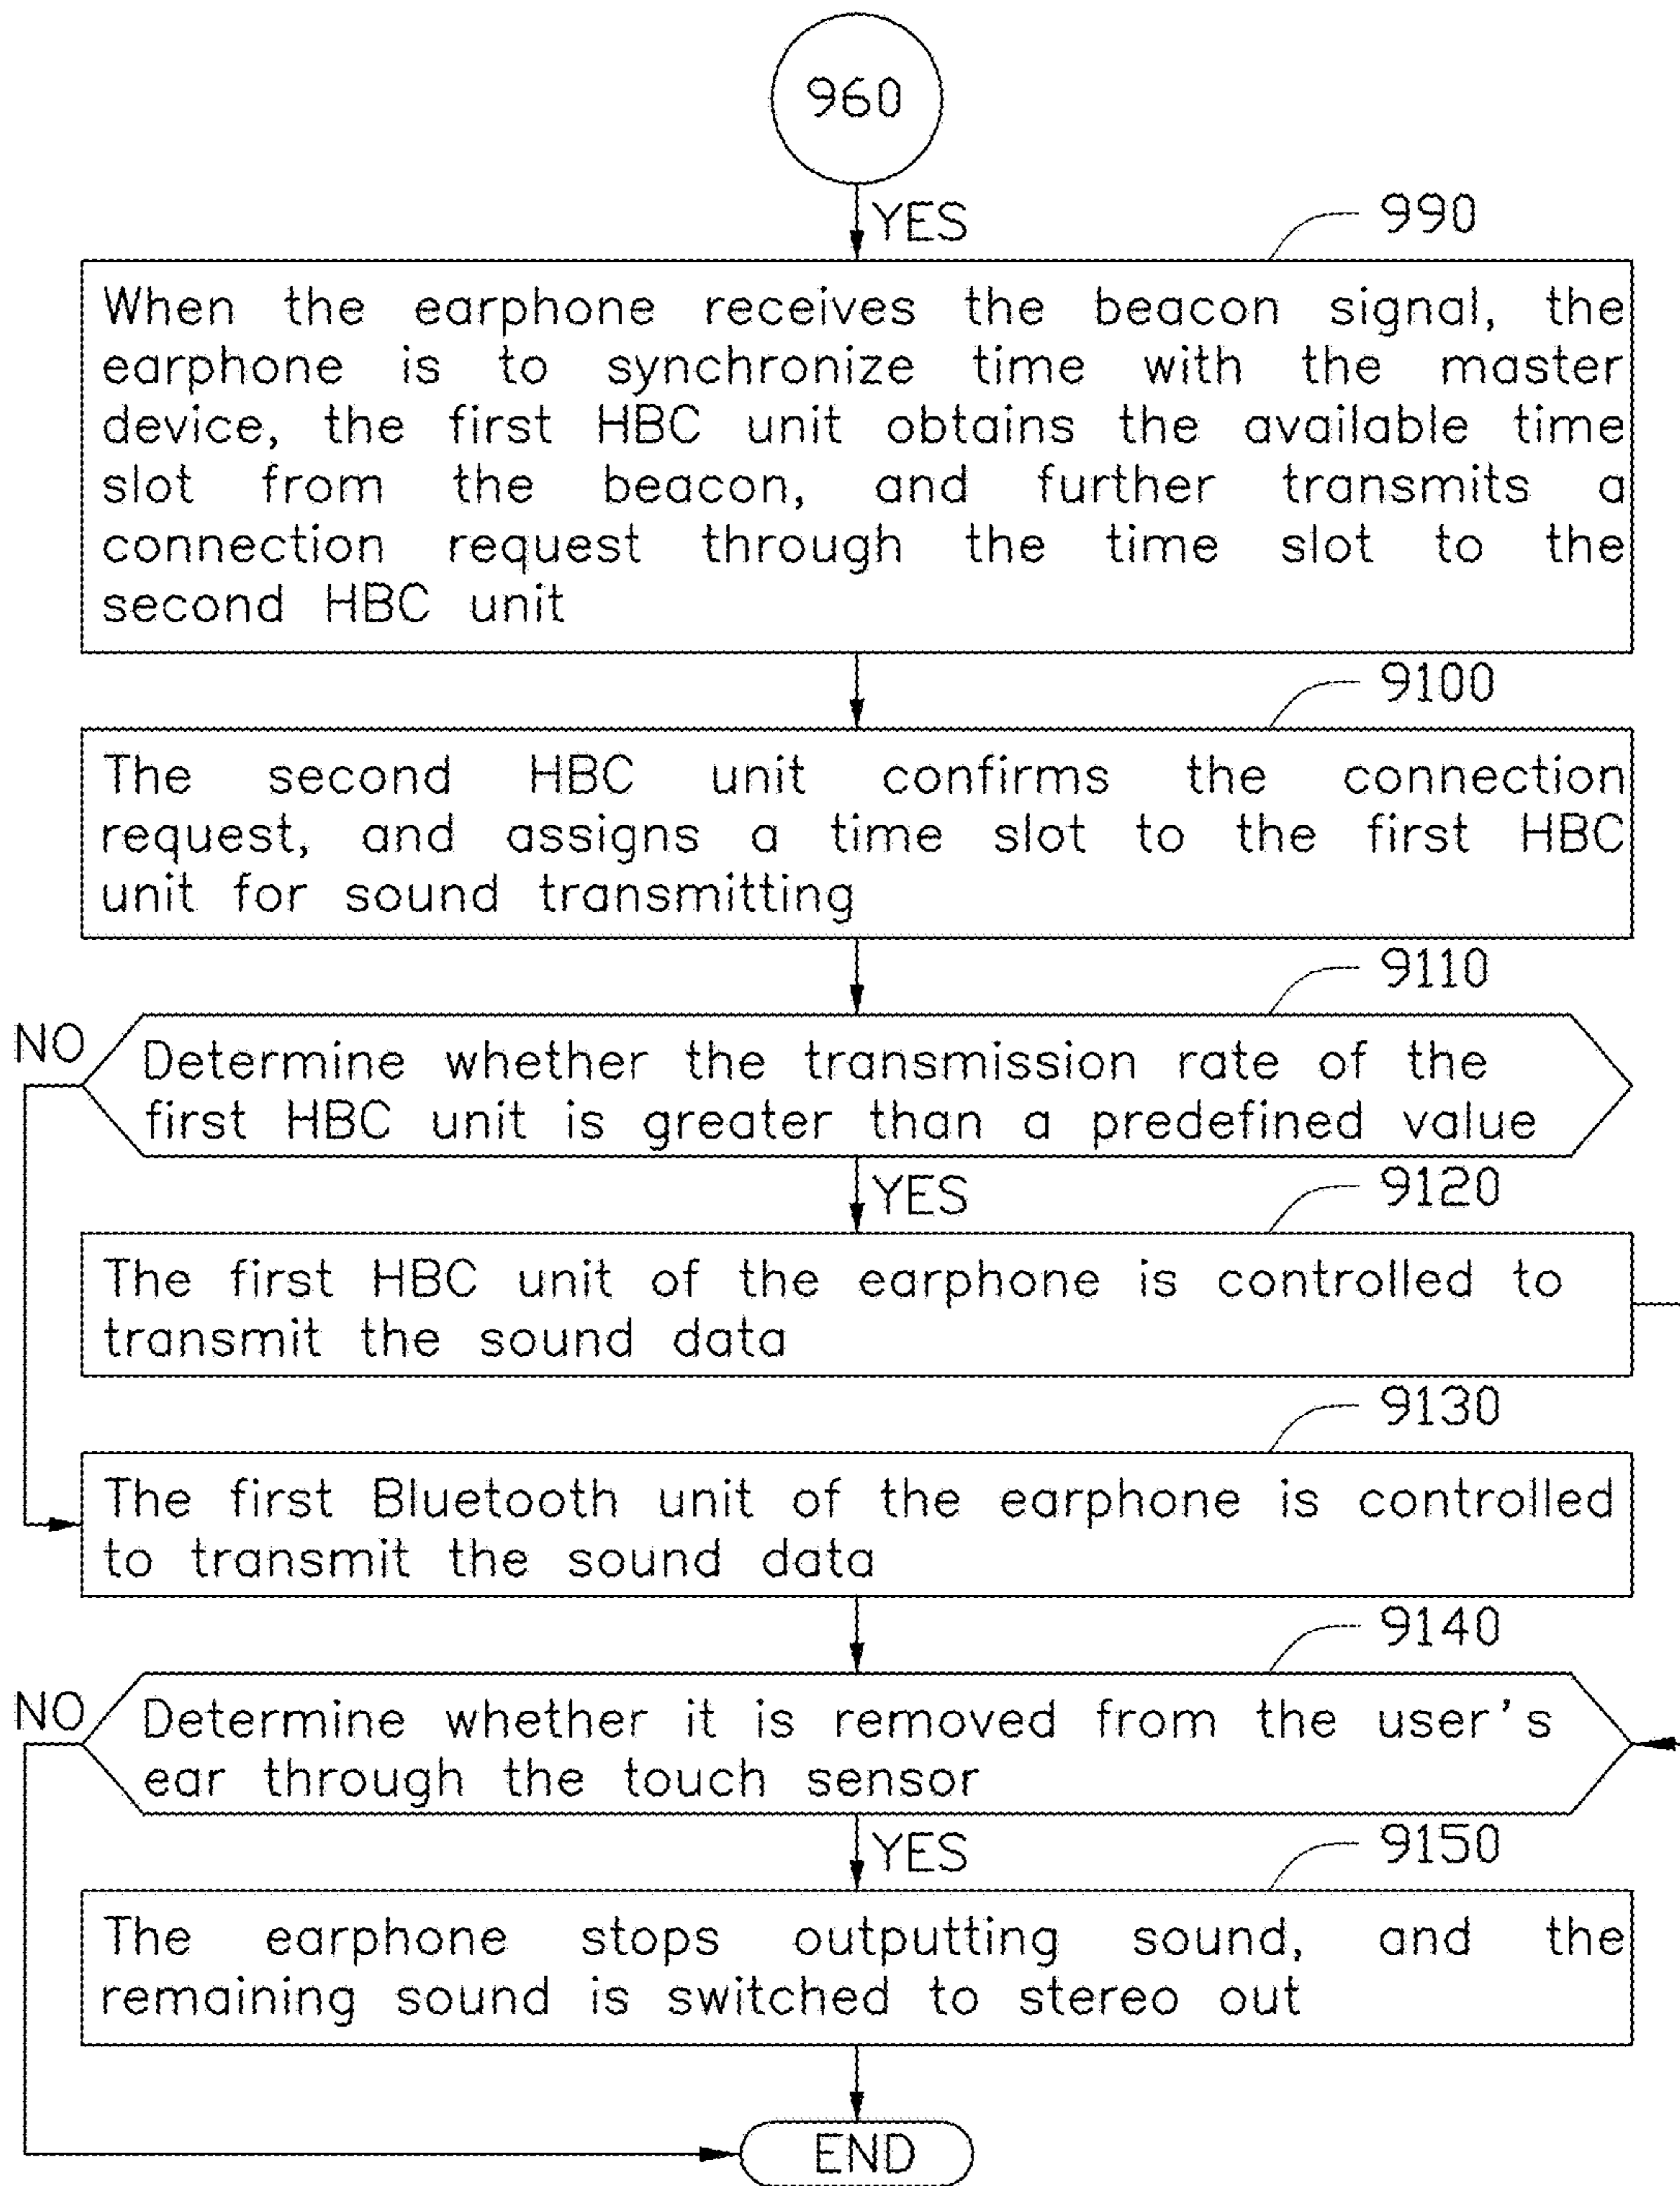 960
YES
990
When the earphone receives the beacon signal, the
earphone is to synchronize time with the master
device, the first HBC unit obtains the available time
slot from the beacon, and further transmits a
connection request through the time slot to the
second HBC unit
9100
The second HBC unit confirms the connection
request, and assigns a time slot to the first HBC
unit for sound transmitting
9110
NO
Determine whether the transmission rate of the
first HBC unit is greater than a predefined value
YES
9120
The first HBC unit of the earphone is controlled to
transmit the sound data
9130
The first Bluetooth unit of the earphone is controlled
to transmit the sound data
9140
NO
Determine whether it is removed from the user's
ear through the touch sensor
YES
9150
The earphone stops outputting sound, and the
remaining sound is switched to stereo out
END